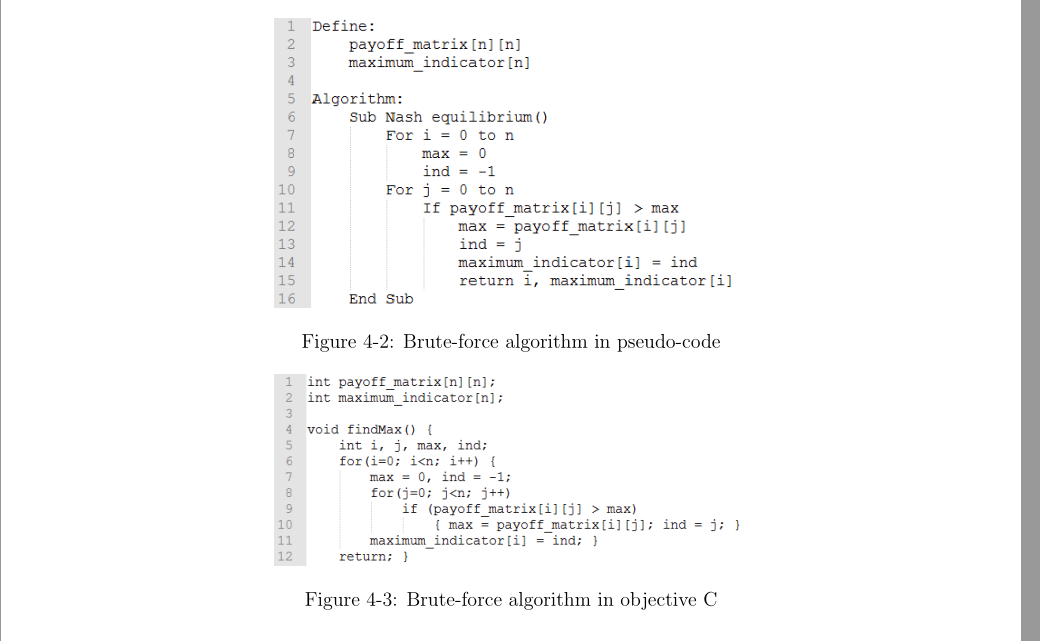 1 Define:
2 payoff_matrix[n][n]
3 maximum_indicator[n]
4
5 Algorithm:
6 Sub Nash equilibrium()
7 For i = 0 to n
8 max = 0
9 ind = -1
10 For j = 0 to n
11 If payoff_matrix[i][j] > max
12 max = payoff_matrix[i][j]
13 ind = j
14 maximum_indicator[i] = ind
15 return i, maximum_indicator[i]
16 End Sub
Figure 4-2: Brute-force algorithm in pseudo-code
1 int payoff_matrix[n][n];
2 int maximum_indicator[n];
3
4 void findMax() {
5 int i, j, max, ind;
6 for(i=0; i<n; i++) {
7 max = 0, ind = -1;
8 for(j=0; j<n; j++)
9 if (payoff_matrix[i][j] > max)
10 { max = payoff_matrix[i][j]; ind = j; }
11 maximum_indicator[i] = ind; }
12 return; }
Figure 4-3: Brute-force algorithm in objective C